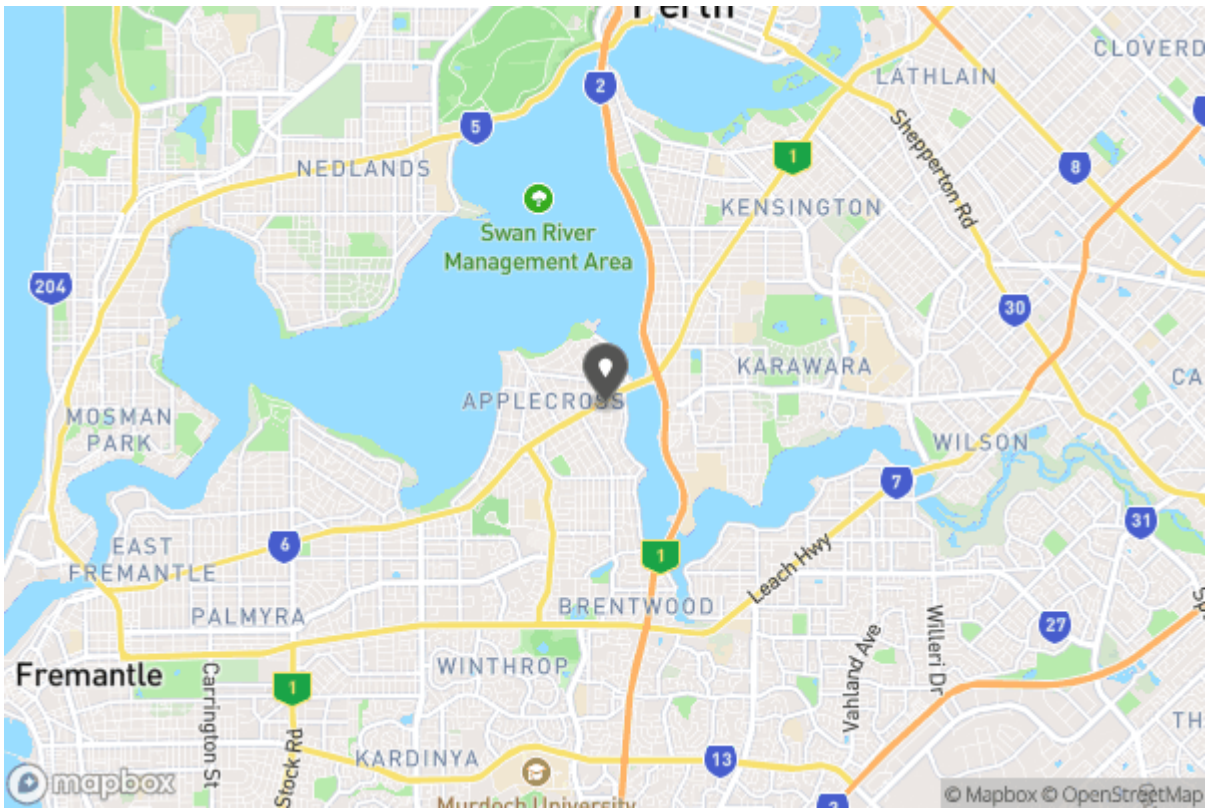 Perth
CLOVERD
LATHLAIN
2
5
1
8
NEDLANDS
Shepperton Rd
KENSINGTON
Swan River
Management Area
204
30
KARAWARA
CA
APPLECROSS
MOSMAN
PARK
WILSON
7
31
6
EAST
FREMANTLE
1
Leach Hwy
BRENTWOOD
PALMYRA
27
Willeri Dr
Vahland Ave
WINTHROP
Fremantle
Carrington St
1
Stock Rd
TH
KARDINYA
13
Murdoch University
mapbox
© Mapbox © OpenStreetMap